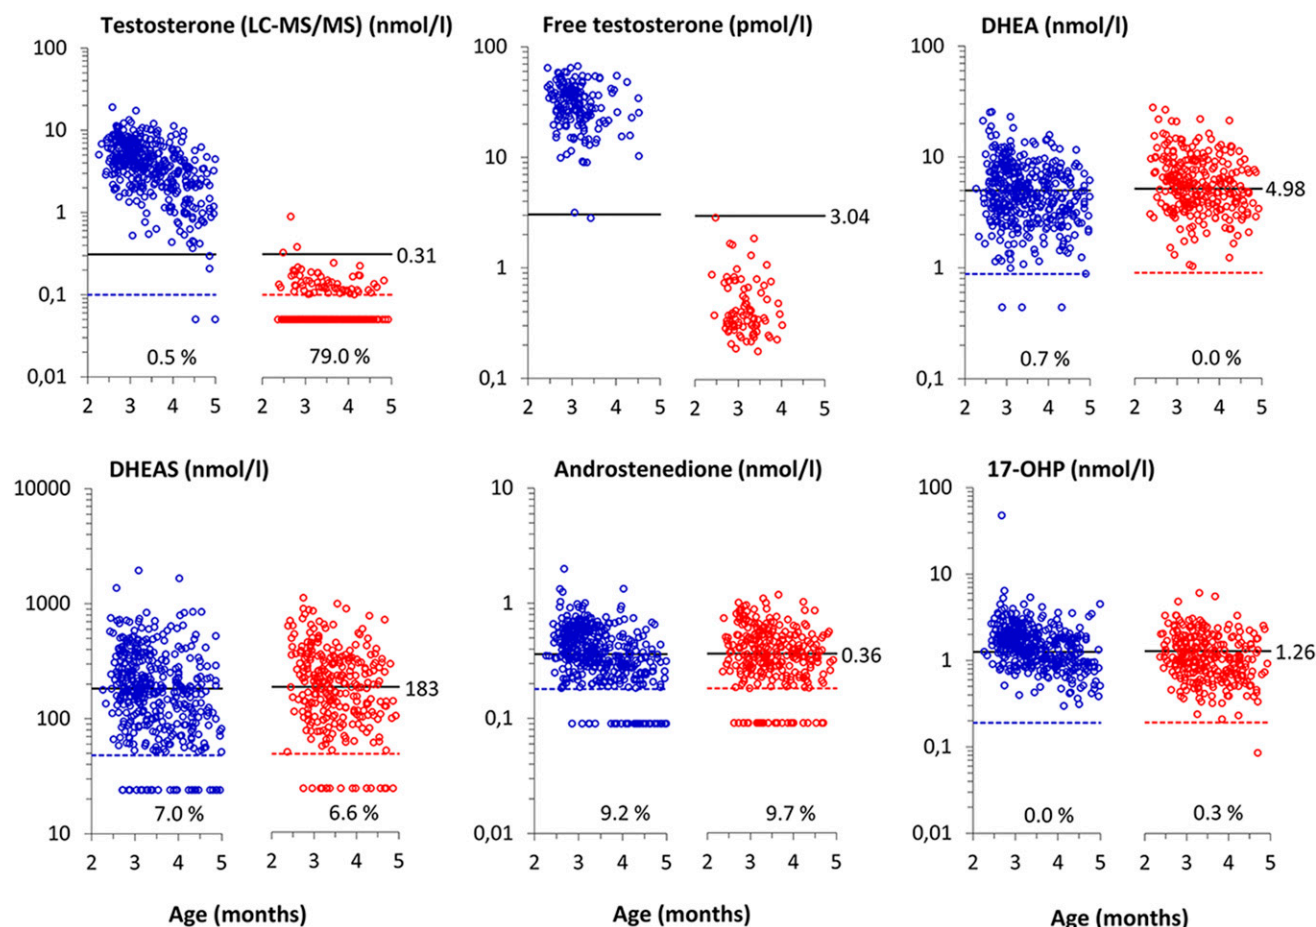 Testosterone (LC-MS/MS) (nmol/l)
100
10
1
0,1
0,01
0.31
0.5 %
79.0 %
2 3 4 5 2 3 4 5
Free testosterone (pmol/l)
100
10
1
0,1
3.04
2 3 4 5 2 3 4 5
DHEA (nmol/l)
100
10
1
0,1
4.98
0.7 %
0.0 %
2 3 4 5 2 3 4 5
DHEAS (nmol/l)
10000
1000
100
10
183
7.0 %
6.6 %
2 3 4 5 2 3 4 5
Age (months)
Androstenedione (nmol/l)
10
1
0,1
0,01
0.36
9.2 %
9.7 %
2 3 4 5 2 3 4 5
Age (months)
17-OHP (nmol/l)
100
10
1
0,1
0,01
1.26
0.0 %
0.3 %
2 3 4 5 2 3 4 5
Age (months)